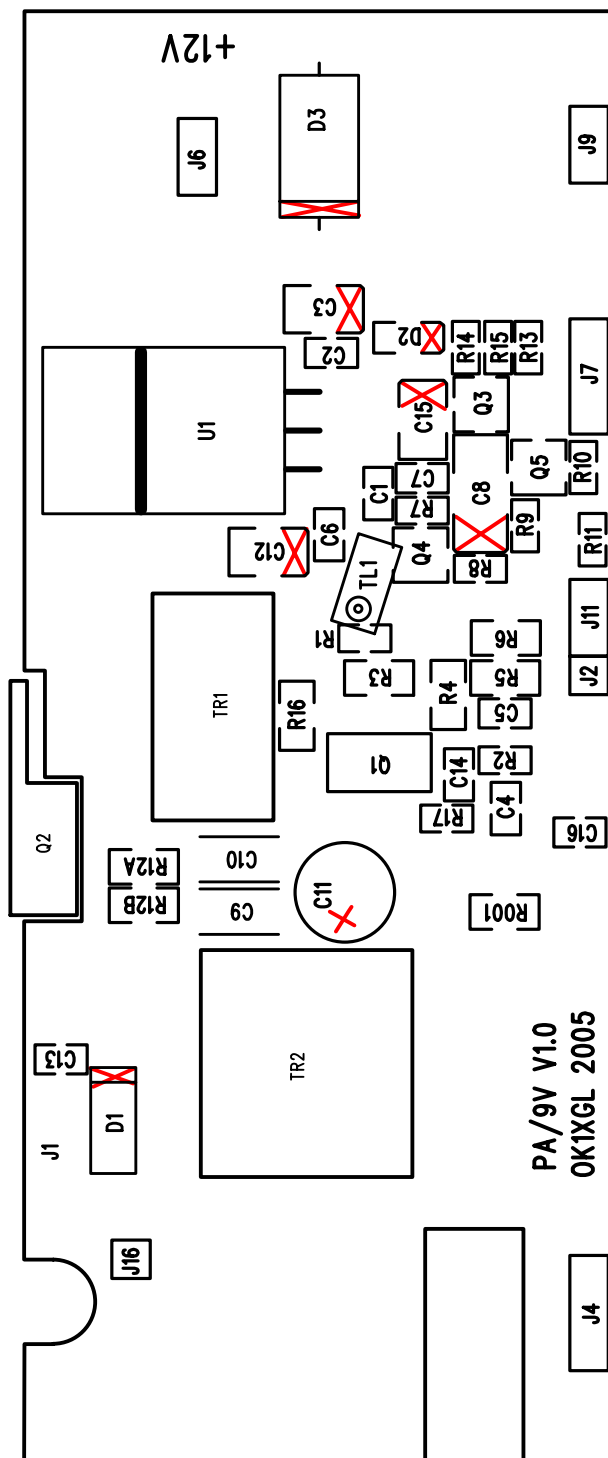 +12V
D3
J6
J9
C3
D2
C2
R14
R15
R13
J7
U1
C15
Q3
C7
C8
Q5
R10
C1
R7
R9
C6
Q4
R11
C12
TL1
R8
J11
R1
R6
J2
R3
R5
R4
TR1
R16
C5
Q1
C14
R2
R17
C4
C16
Q2
C10
R12A
C11
R12B
C9
R001
C13
TR2
D1
J1
PA/9V V1.0
OK1XGL 2005
J16
J4